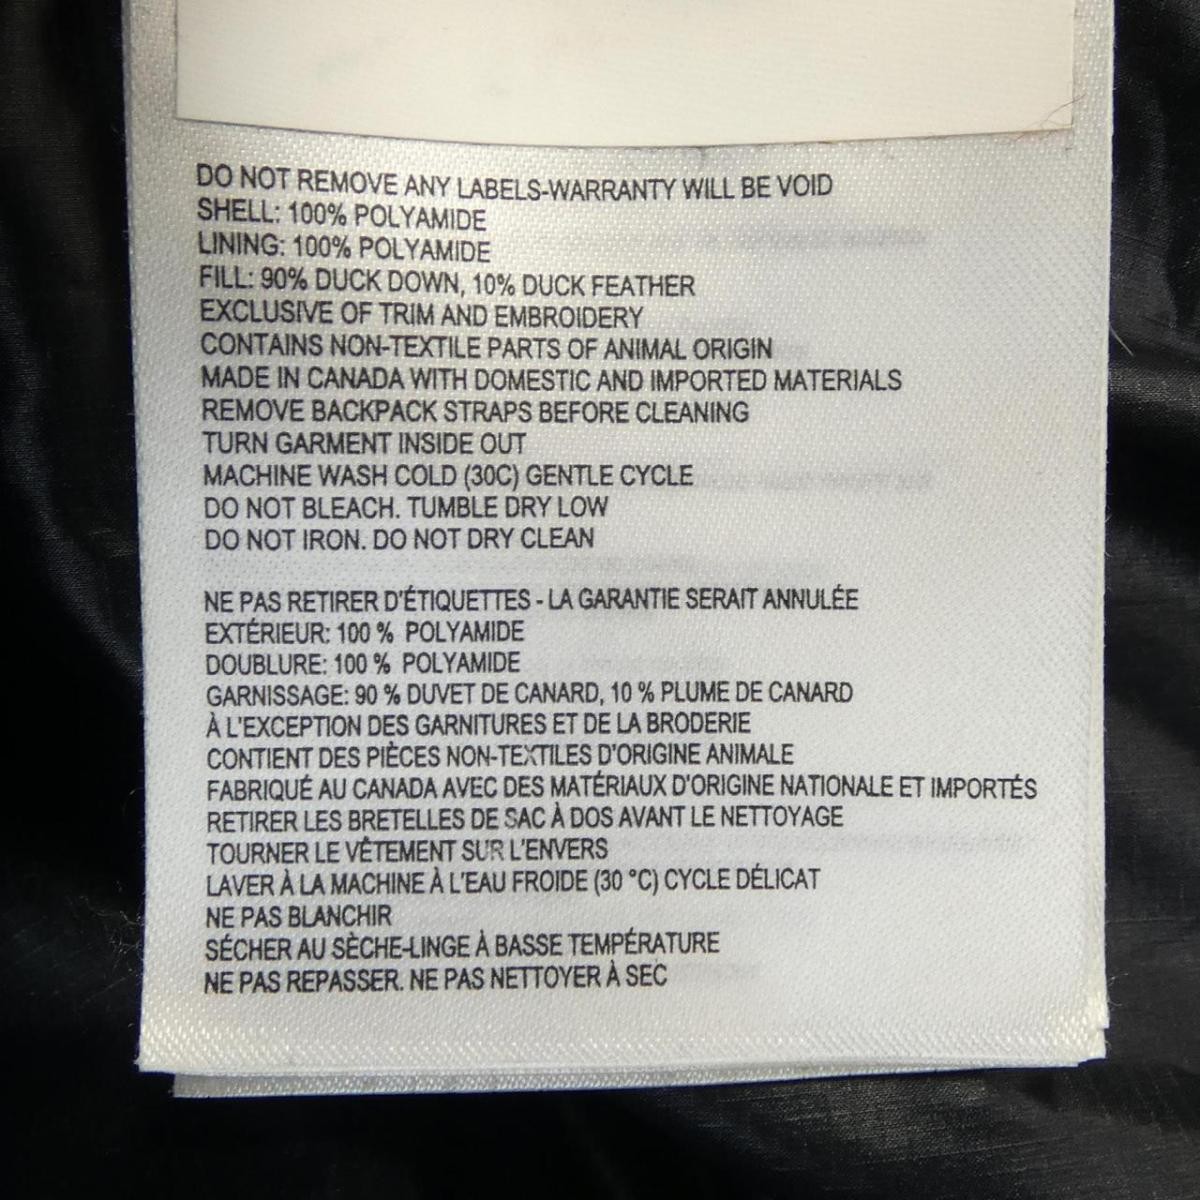 DO NOT REMOVE ANY LABELS-WARRANTY WILL BE VOID
SHELL: 100% POLYAMIDE
LINING: 100% POLYAMIDE
FILL: 90% DUCK DOWN, 10% DUCK FEATHER
EXCLUSIVE OF TRIM AND EMBROIDERY
CONTAINS NON-TEXTILE PARTS OF ANIMAL ORIGIN
MADE IN CANADA WITH DOMESTIC AND IMPORTED MATERIALS
REMOVE BACKPACK STRAPS BEFORE CLEANING
TURN GARMENT INSIDE OUT
MACHINE WASH COLD (30C) GENTLE CYCLE
DO NOT BLEACH. TUMBLE DRY LOW
DO NOT IRON. DO NOT DRY CLEAN
NE PAS RETIRER D'ÉTIQUETTES - LA GARANTIE SERAIT ANNULÉE
EXTÉRIEUR: 100 % POLYAMIDE
DOUBLURE: 100 % POLYAMIDE
GARNISSAGE: 90 % DUVET DE CANARD, 10 % PLUME DE CANARD
À L'EXCEPTION DES GARNITURES ET DE LA BRODERIE
CONTIENT DES PIÈCES NON-TEXTILES D'ORIGINE ANIMALE
FABRIQUÉ AU CANADA AVEC DES MATÉRIAUX D'ORIGINE NATIONALE ET IMPORTÉS
RETIRER LES BRETELLES DE SAC À DOS AVANT LE NETTOYAGE
TOURNER LE VÊTEMENT SUR L'ENVERS
LAVER À LA MACHINE À L'EAU FROIDE (30 °C) CYCLE DÉLICAT
NE PAS BLANCHIR
SÉCHER AU SÈCHE-LINGE À BASSE TEMPÉRATURE
NE PAS REPASSER. NE PAS NETTOYER À SEC